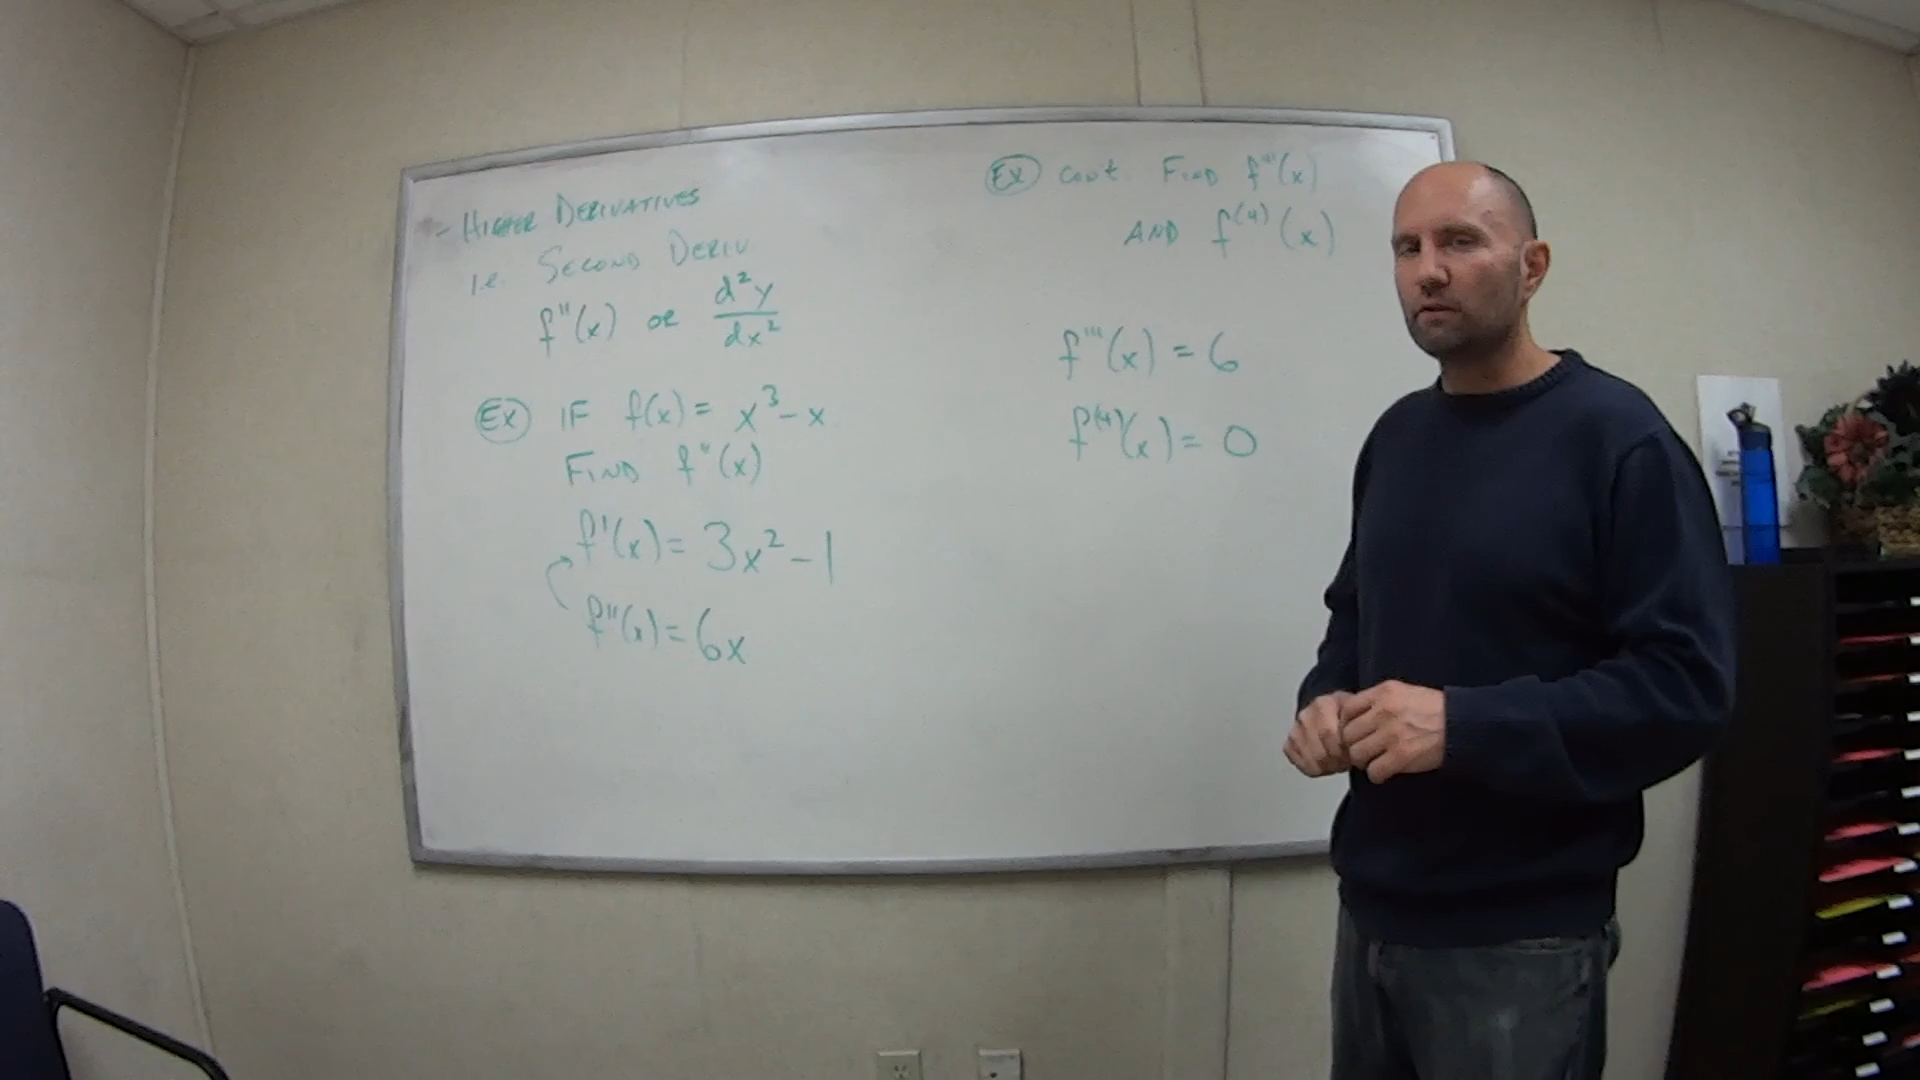 - HIGHER DERIVATIVES
i.e. SECOND DERIV
f''(x) or d²y/dx²
Ex IF f(x) = x³ - x
FIND f''(x)
f'(x) = 3x² - 1
f''(x) = 6x
Ex con't. FIND f'''(x)
AND f⁽⁴⁾(x)
f'''(x) = 6
f⁽⁴⁾(x) = 0